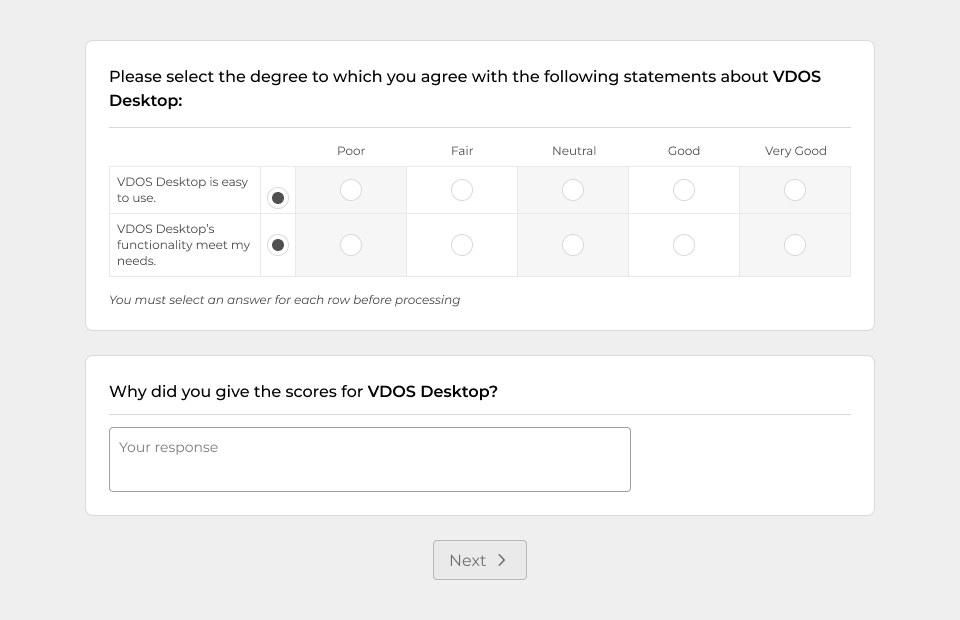 Please select the degree to which you agree with the following statements about VDOS
Desktop:
Poor Fair Neutral Good Very Good
VDOS Desktop is easy
to use.
VDOS Desktop's
functionality meet my
needs.
You must select an answer for each row before processing
Why did you give the scores for VDOS Desktop?
Your response
Next